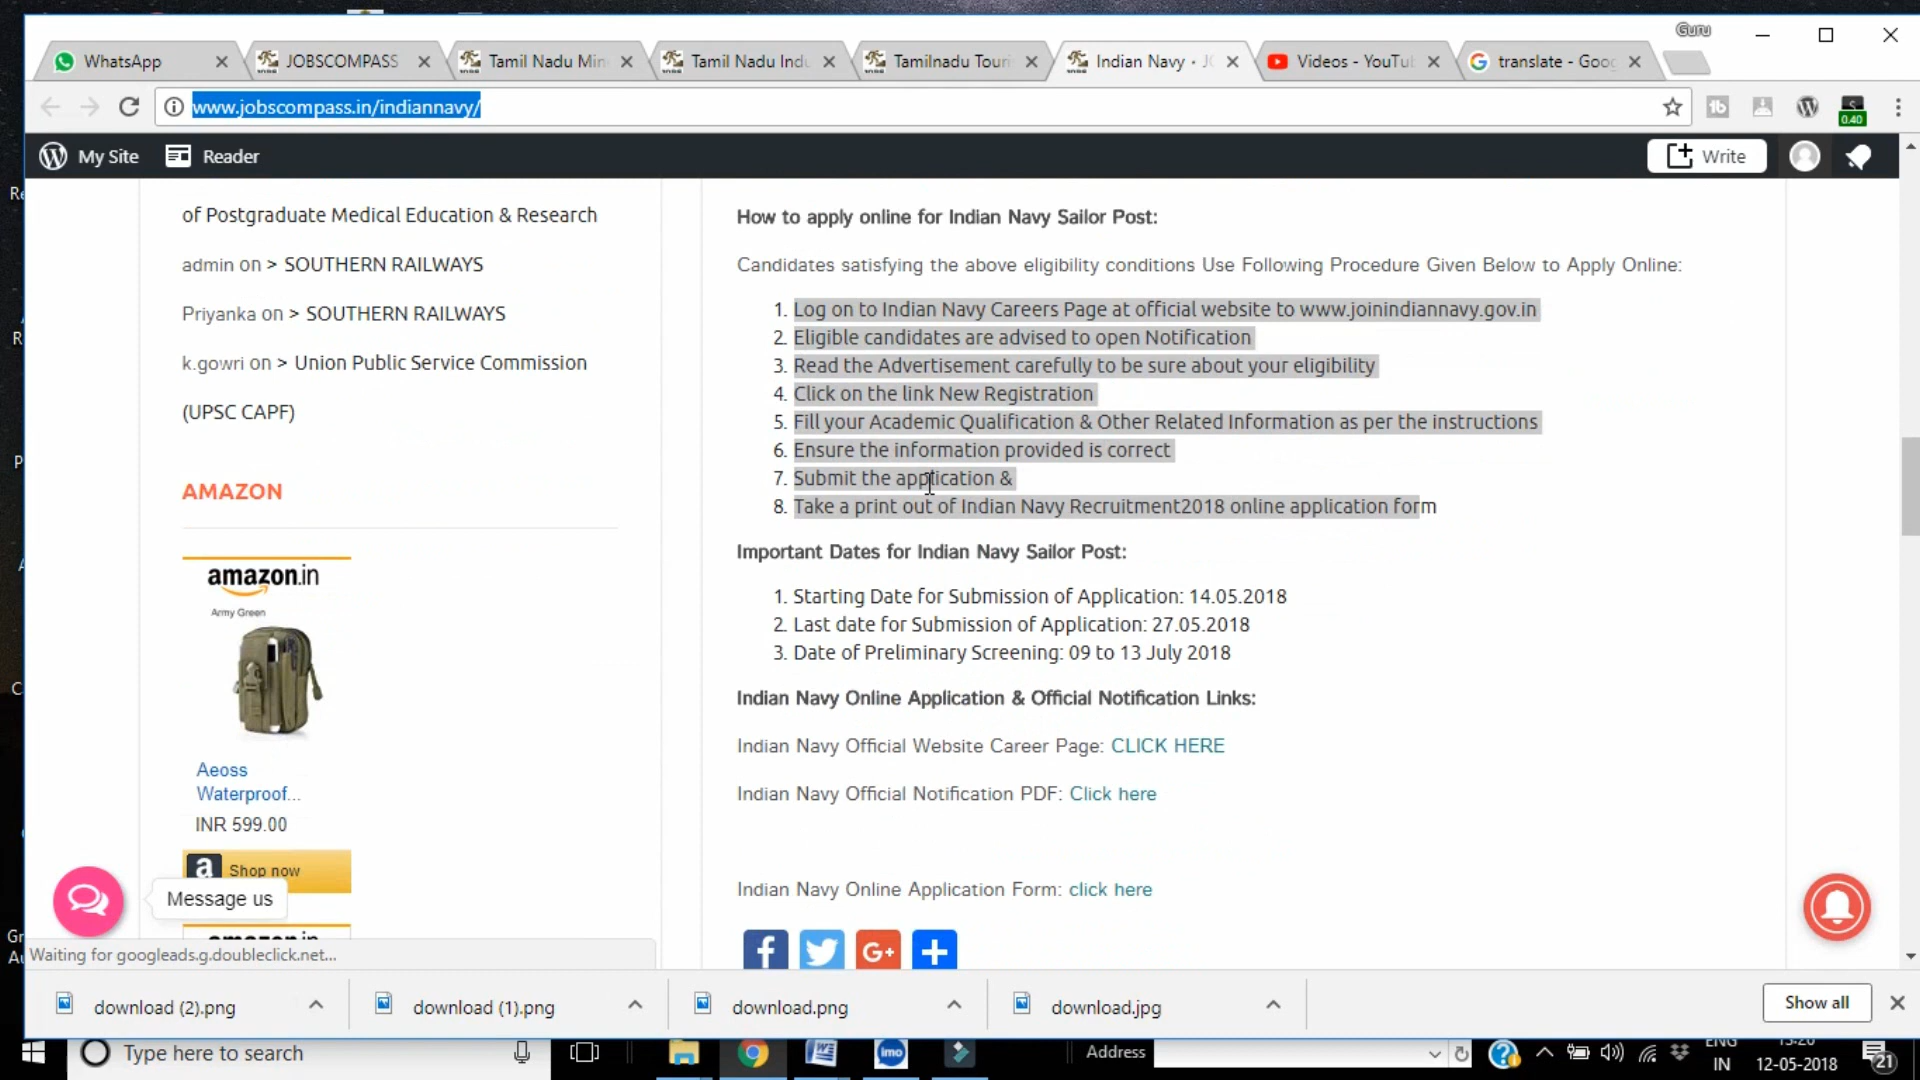 Guru
WhatsApp
JOBSCOMPASS
Tamil Nadu Min
Tamil Nadu Indu
Tamilnadu Touri
Indian Navy • JO
Videos - YouTu
translate - Goog
www.jobscompass.in/indiannavy/
0.40
My Site
Reader
Write
of Postgraduate Medical Education & Research
admin on > SOUTHERN RAILWAYS
Priyanka on > SOUTHERN RAILWAYS
k.gowri on > Union Public Service Commission
(UPSC CAPF)
AMAZON
amazon.in
Army Green
Aeoss
Waterproof...
INR 599.00
Shop now
Message us
Waiting for googleads.g.doubleclick.net...
How to apply online for Indian Navy Sailor Post:
Candidates satisfying the above eligibility conditions Use Following Procedure Given Below to Apply Online:
1. Log on to Indian Navy Careers Page at official website to www.joinindiannavy.gov.in
2. Eligible candidates are advised to open Notification
3. Read the Advertisement carefully to be sure about your eligibility
4. Click on the link New Registration
5. Fill your Academic Qualification & Other Related Information as per the instructions
6. Ensure the information provided is correct
7. Submit the application &
8. Take a print out of Indian Navy Recruitment2018 online application form
Important Dates for Indian Navy Sailor Post:
1. Starting Date for Submission of Application: 14.05.2018
2. Last date for Submission of Application: 27.05.2018
3. Date of Preliminary Screening: 09 to 13 July 2018
Indian Navy Online Application & Official Notification Links:
Indian Navy Official Website Career Page: CLICK HERE
Indian Navy Official Notification PDF: Click here
Indian Navy Online Application Form: click here
download (2).png
download (1).png
download.png
download.jpg
Show all
Type here to search
imo
Address
ENG
IN
12-05-2018
21